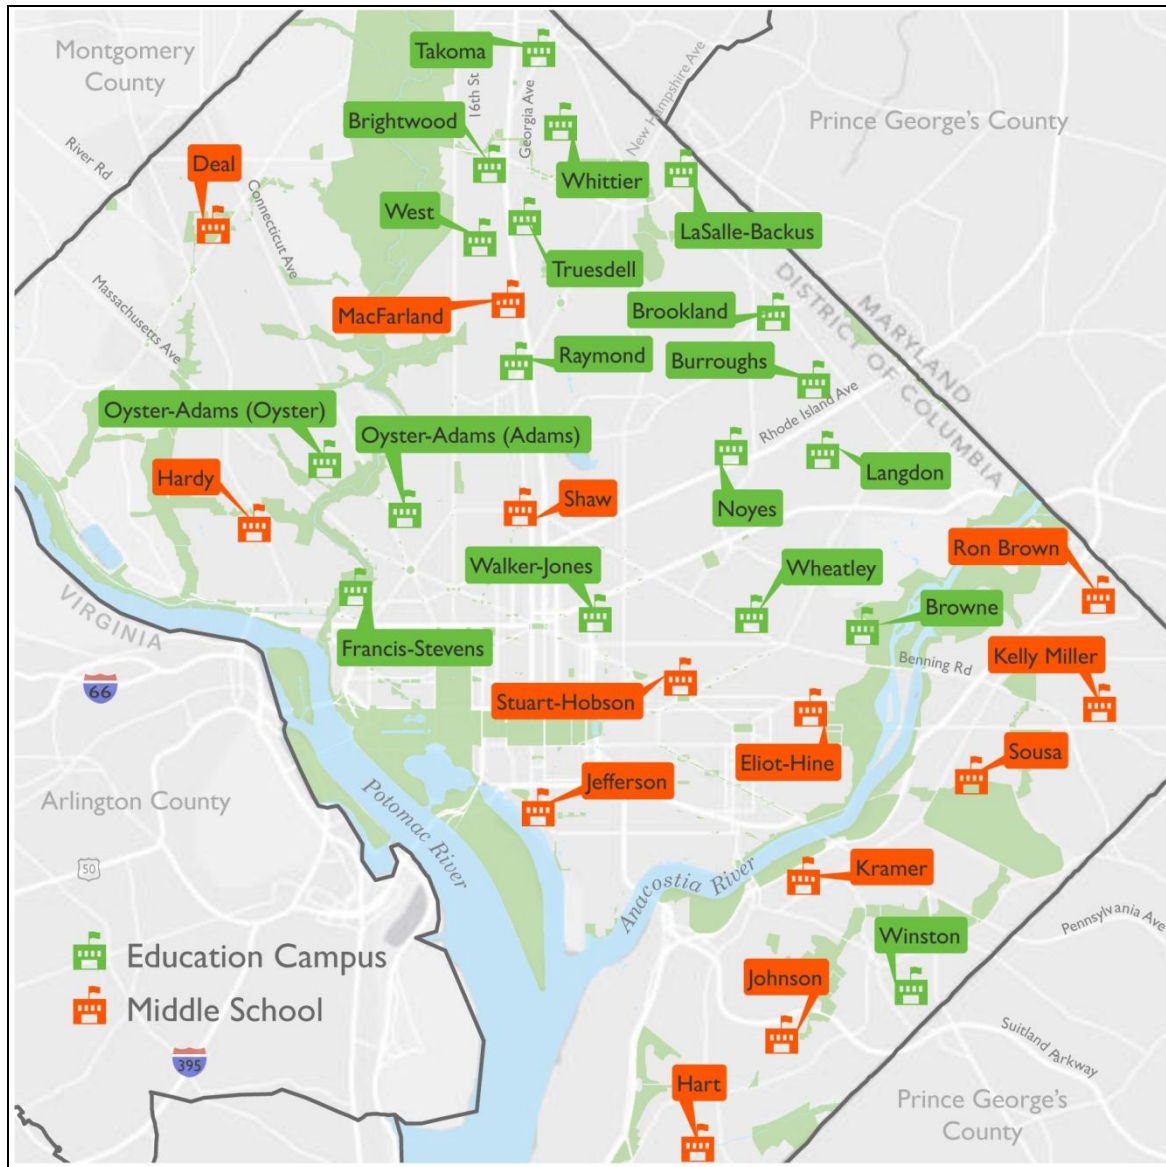 Montgomery
County
Takoma
16th St
Georgia Ave
New Hampshire Ave
Prince George's County
Brightwood
River Rd
Deal
Connecticut Ave
Whittier
West
LaSalle-Backus
Truesdell
Massachusetts Ave
MacFarland
Brookland
MARYLAND
DISTRICT OF COLUMBIA
Raymond
Burroughs
Rhode Island Ave
Oyster-Adams (Oyster)
Oyster-Adams (Adams)
Hardy
Shaw
Noyes
Langdon
Ron Brown
Walker-Jones
Wheatley
VIRGINIA
Browne
Francis-Stevens
Benning Rd
Kelly Miller
66
Stuart-Hobson
Eliot-Hine
Sousa
Jefferson
Arlington County
Potomac River
50
Anacostia River
Kramer
Pennsylvania Ave
Winston
Education Campus
Johnson
Middle School
Suitland Arkway
395
Hart
Prince George's
County